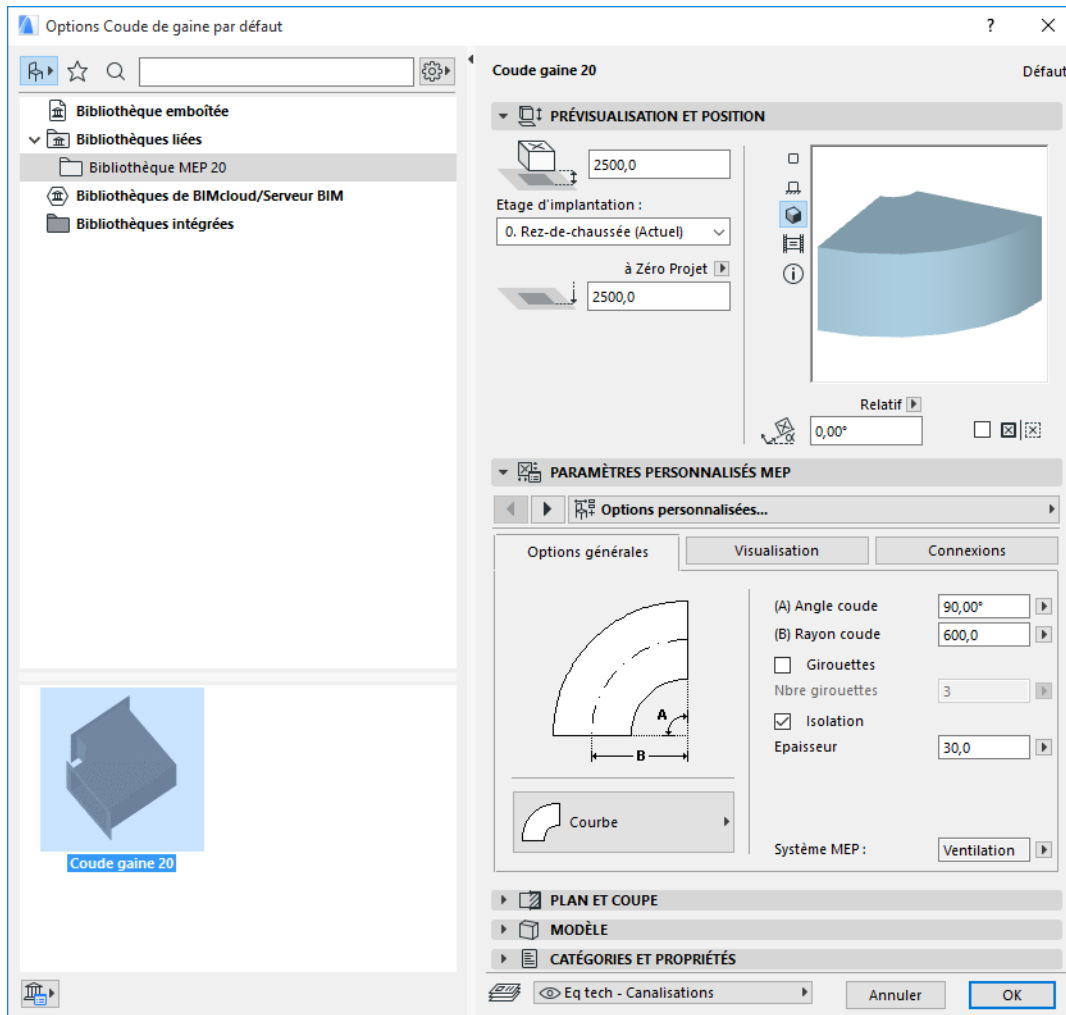 Options Coude de gaine par défaut
?
Bibliothèque emboîtée
Bibliothèques liées
Bibliothèque MEP 20
Bibliothèques de BIMcloud/Serveur BIM
Bibliothèques intégrées
Coude gaine 20
Coude gaine 20
Défaut
PRÉVISUALISATION ET POSITION
2500,0
Etage d'implantation :
0. Rez-de-chaussée (Actuel)
à Zéro Projet
2500,0
Relatif
α
0,00°
PARAMÈTRES PERSONNALISÉS MEP
Options personnalisées...
Options générales
Visualisation
Connexions
A
B
Courbe
(A) Angle coude
90,00°
(B) Rayon coude
600,0
Girouettes
Nbre girouettes
3
Isolation
Epaisseur
30,0
Système MEP :
Ventilation
PLAN ET COUPE
MODÈLE
CATÉGORIES ET PROPRIÉTÉS
Eq tech - Canalisations
Annuler
OK